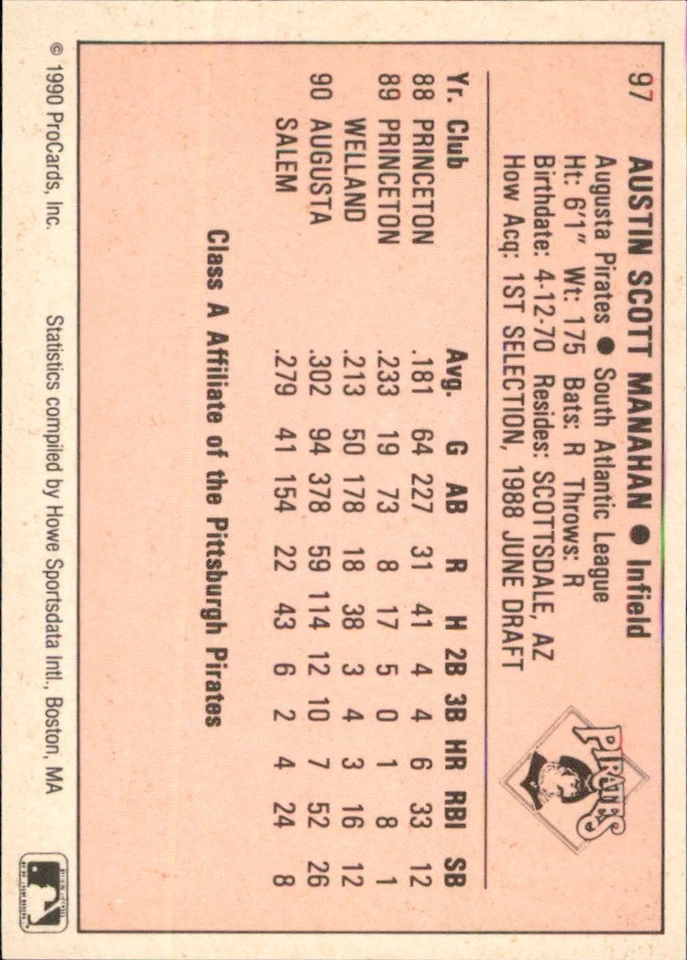 97 AUSTIN SCOTT MANAHAN ● Infield
Augusta Pirates ● South Atlantic League
Ht: 6'1" Wt: 175 Bats: R Throws: R
Birthdate: 4-12-70 Resides: SCOTTSDALE, AZ
How Acq: 1ST SELECTION, 1988 JUNE DRAFT
PIRATES
Yr. Club Avg. G AB R H 2B 3B HR RBI SB
88 PRINCETON .181 64 227 31 41 4 4 6 33 12
89 PRINCETON .233 19 73 8 17 5 0 1 8 1
WELLAND .213 50 178 18 38 3 4 3 16 12
90 AUGUSTA .302 94 378 59 114 12 10 7 52 26
SALEM .279 41 154 22 43 6 2 4 24 8
Class A Affiliate of the Pittsburgh Pirates
© 1990 ProCards, Inc. Statistics compiled by Howe Sportsdata Intl., Boston, MA